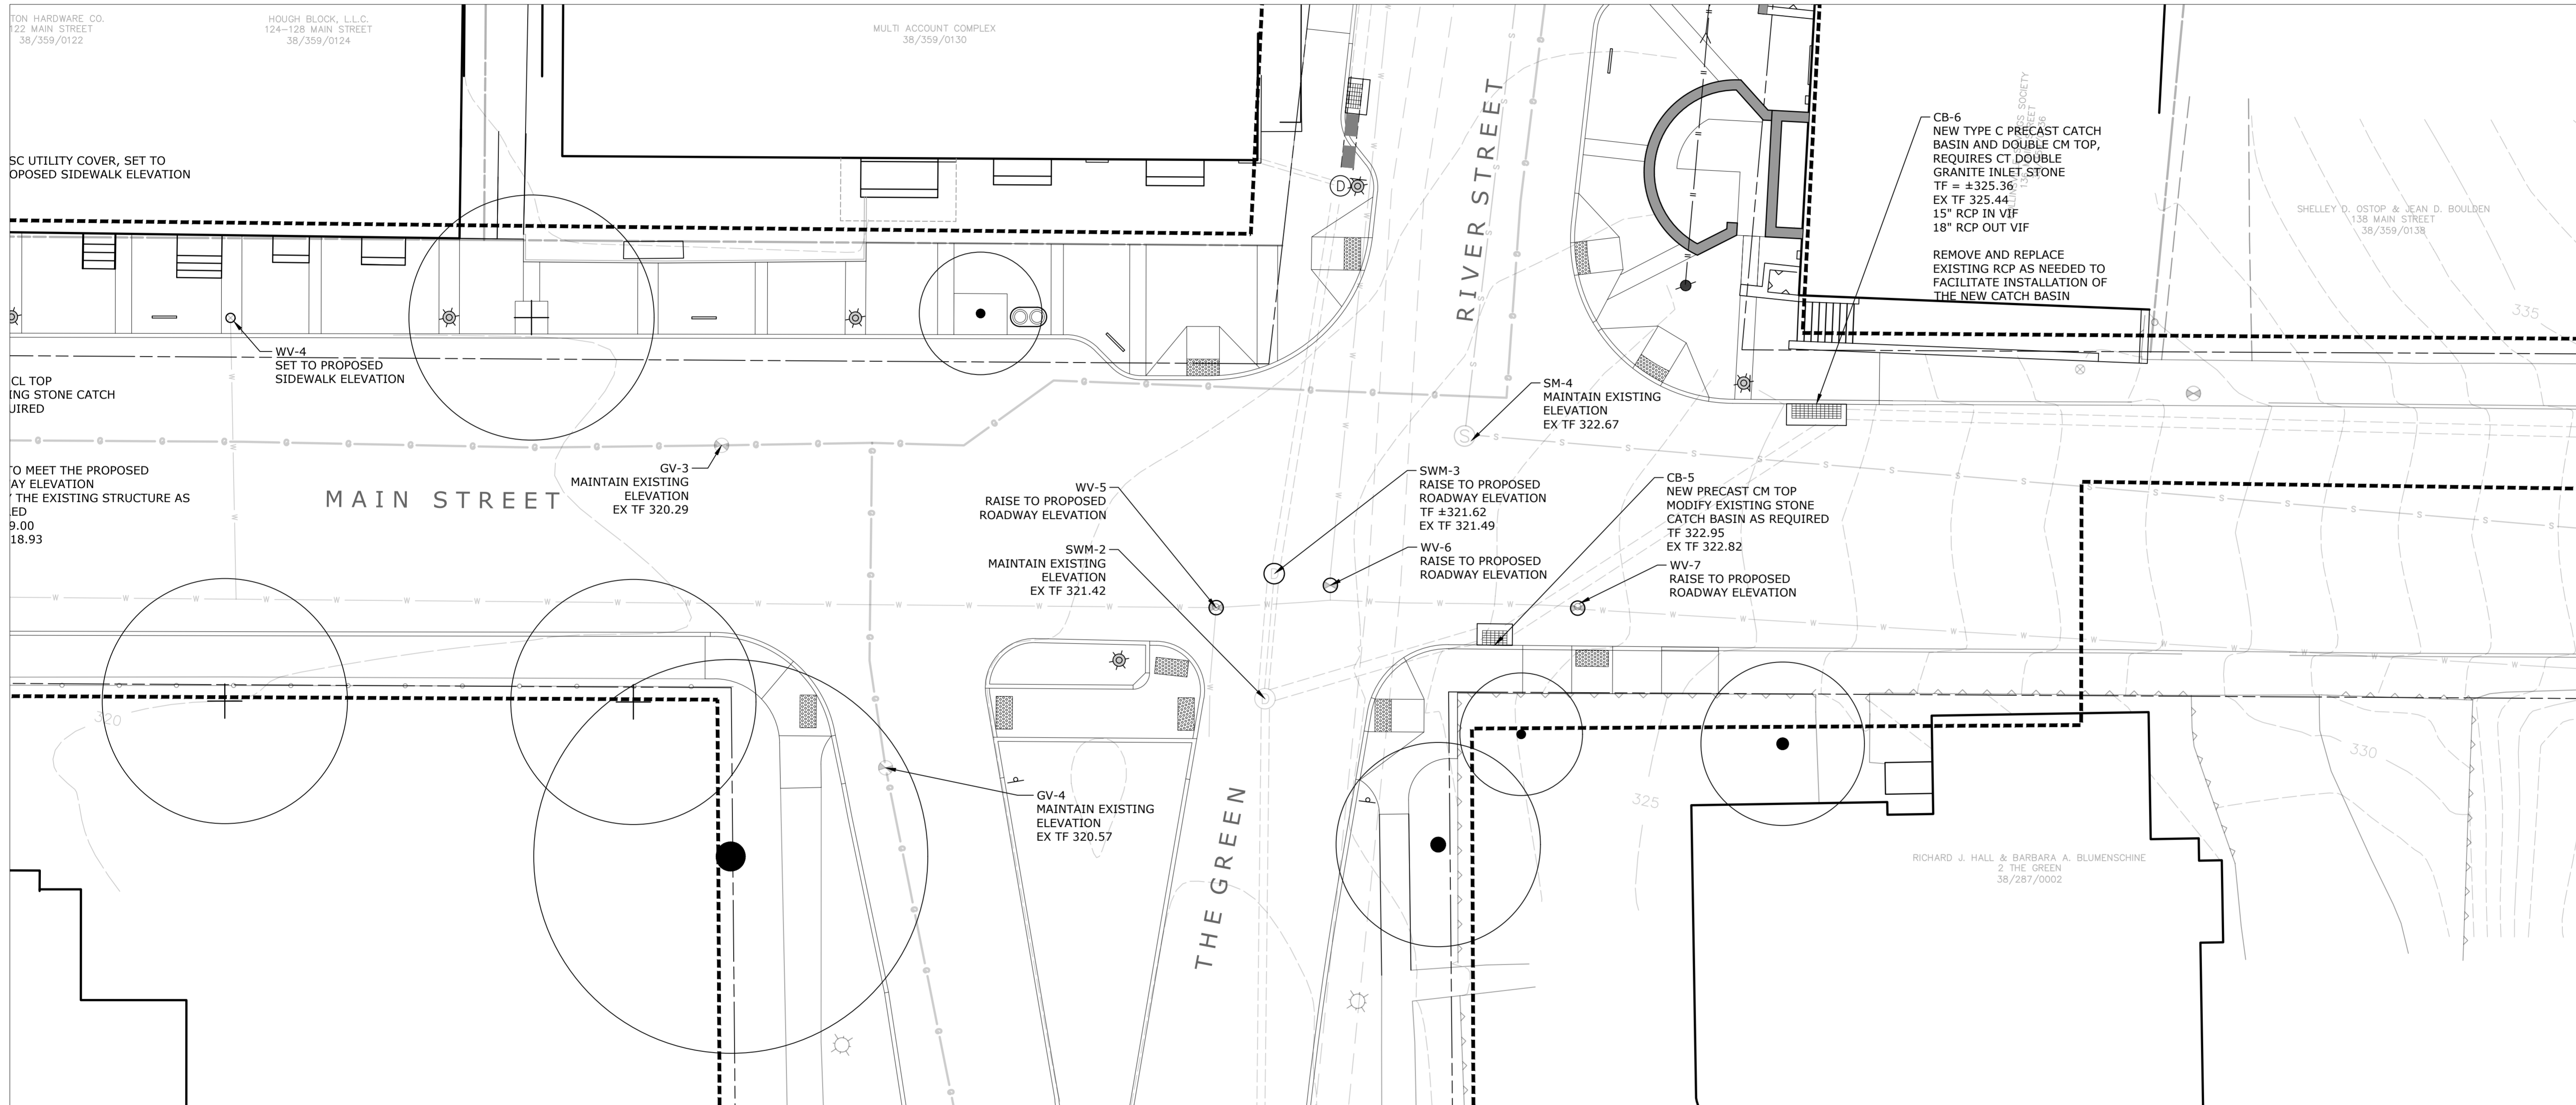 TON HARDWARE CO.
122 MAIN STREET
38/359/0122
HOUGH BLOCK, L.L.C.
124-128 MAIN STREET
38/359/0124
MULTI ACCOUNT COMPLEX
38/359/0130
SC UTILITY COVER, SET TO
OPOSED SIDEWALK ELEVATION
RIVER STREET
D
CB-6
NEW TYPE C PRECAST CATCH
BASIN AND DOUBLE CM TOP,
REQUIRES CT DOUBLE
GRANITE INLET STONE
TF = ±325.36
EX TF 325.44
15" RCP IN VIF
18" RCP OUT VIF
REMOVE AND REPLACE
EXISTING RCP AS NEEDED TO
FACILITATE INSTALLATION OF
THE NEW CATCH BASIN
SHELLEY D. OSTOP & JEAN D. BOULDEN
138 MAIN STREET
38/359/0138
335
WV-4
SET TO PROPOSED
SIDEWALK ELEVATION
CL TOP
ING STONE CATCH
UIRED
SM-4
MAINTAIN EXISTING
ELEVATION
EX TF 322.67
S
TO MEET THE PROPOSED
AY ELEVATION
THE EXISTING STRUCTURE AS
ED
9.00
18.93
MAIN STREET
GV-3
MAINTAIN EXISTING
ELEVATION
EX TF 320.29
WV-5
RAISE TO PROPOSED
ROADWAY ELEVATION
SWM-3
RAISE TO PROPOSED
ROADWAY ELEVATION
TF ±321.62
EX TF 321.49
CB-5
NEW PRECAST CM TOP
MODIFY EXISTING STONE
CATCH BASIN AS REQUIRED
TF 322.95
EX TF 322.82
SWM-2
MAINTAIN EXISTING
ELEVATION
EX TF 321.42
WV-6
RAISE TO PROPOSED
ROADWAY ELEVATION
WV-7
RAISE TO PROPOSED
ROADWAY ELEVATION
320
GV-4
MAINTAIN EXISTING
ELEVATION
EX TF 320.57
THE GREEN
325
330
RICHARD J. HALL & BARBARA A. BLUMENSCHINE
2 THE GREEN
38/287/0002